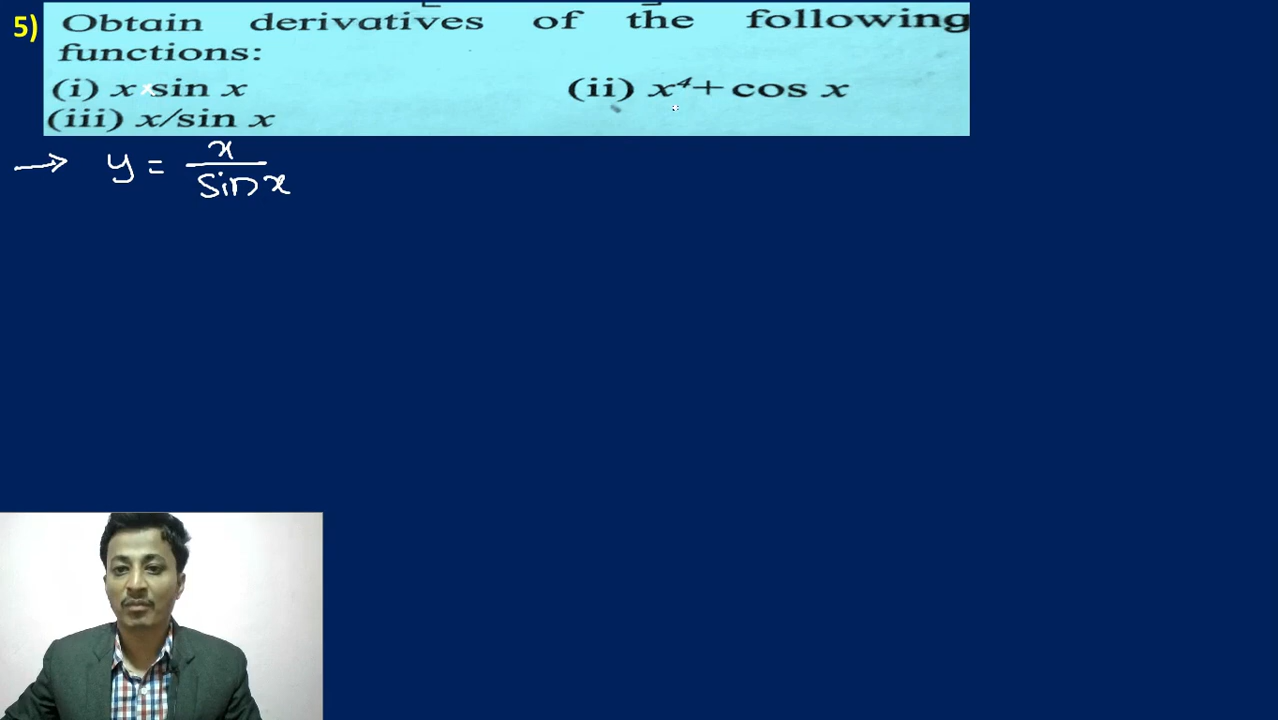 5) Obtain derivatives of the following
functions:
(i) x sin x (ii) x⁴+ cos x
(iii) x/sin x
→ y = x/sin x